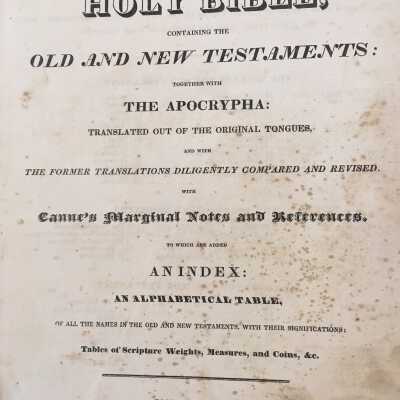 HOLY BIBLE,
CONTAINING THE
OLD AND NEW TESTAMENTS:
TOGETHER WITH
THE APOCRYPHA:
TRANSLATED OUT OF THE ORIGINAL TONGUES,
AND WITH
THE FORMER TRANSLATIONS DILIGENTLY COMPARED AND REVISED.
WITH
Canne's Marginal Notes and References.
TO WHICH ARE ADDED
AN INDEX:
AN ALPHABETICAL TABLE,
OF ALL THE NAMES IN THE OLD AND NEW TESTAMENTS, WITH THEIR SIGNIFICATIONS:
Tables of Scripture Weights, Measures, and Coins, &c.